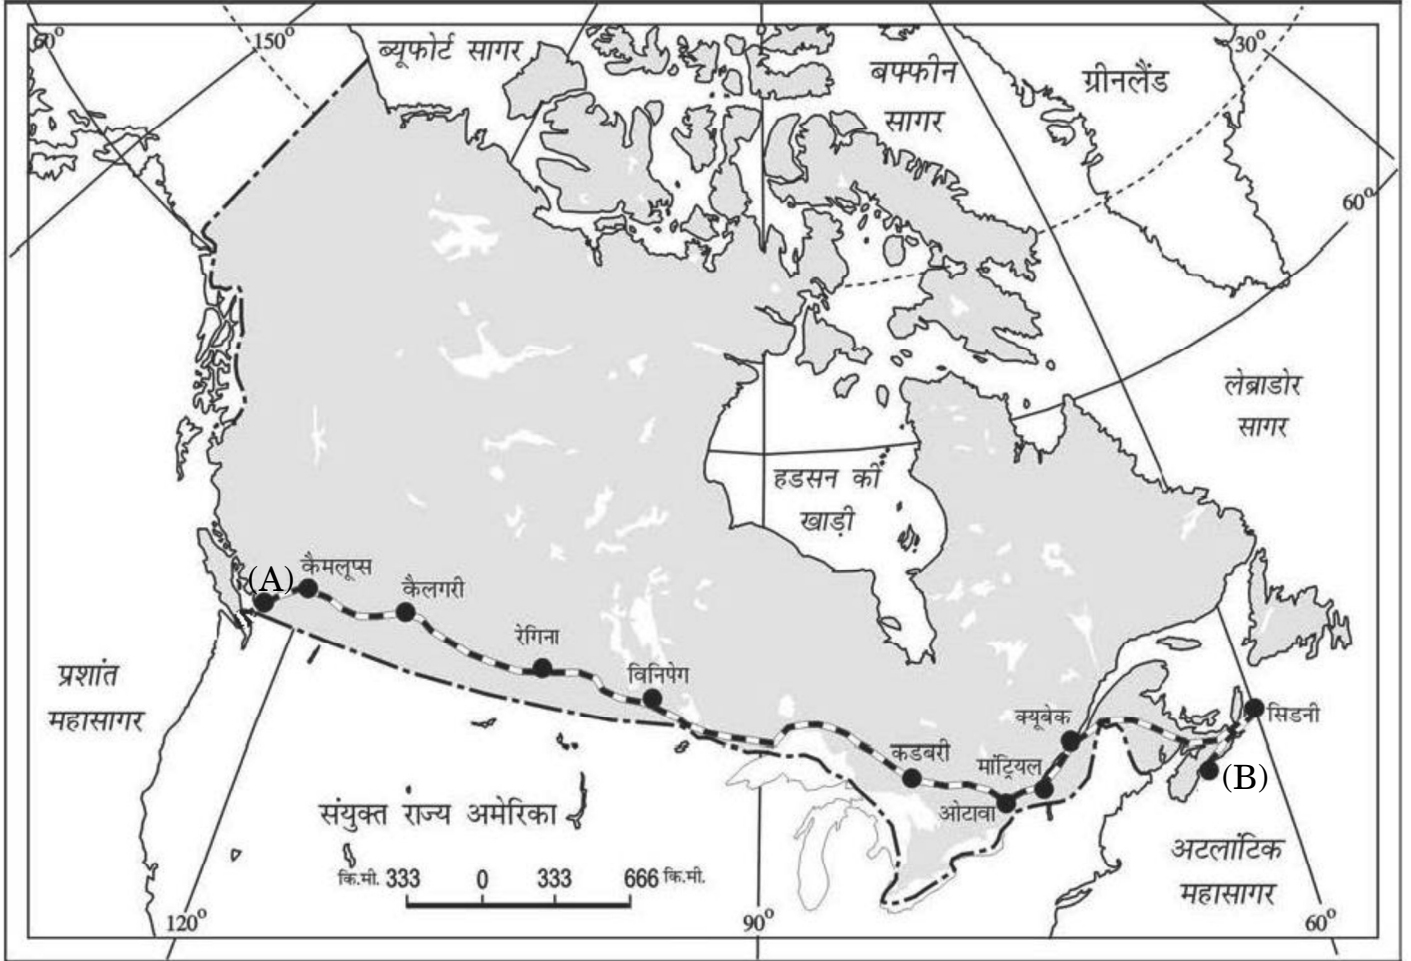 60°
150°
ब्यूफोर्ट सागर
बफ्फीन
सागर
ग्रीनलैंड
30°
60°
लेब्राडोर
सागर
हडसन की
खाड़ी
(A)
कैमलूप्स
कैलगरी
रेगिना
विनिपेग
प्रशांत
महासागर
क्यूबेक
सिडनी
कडबरी
मांट्रियल
(B)
ओटावा
संयुक्त राज्य अमेरिका
अटलांटिक
महासागर
कि.मी. 333 0 333 666 कि.मी.
120°
90°
60°